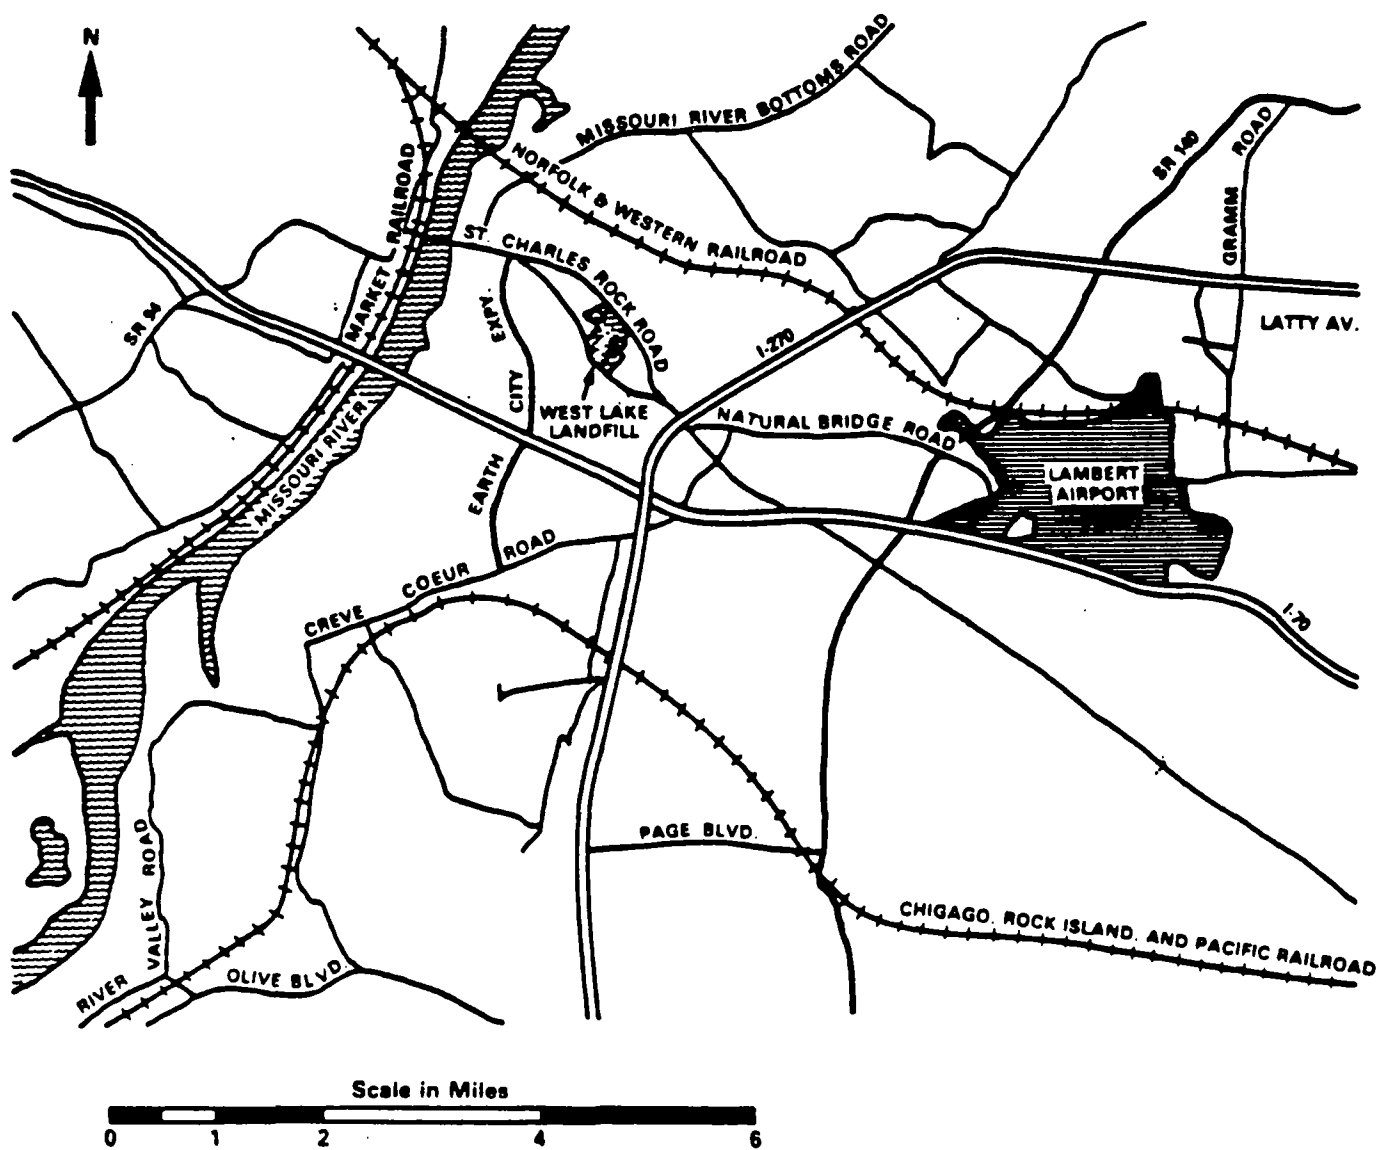 N
MISSOURI RIVER BOTTOMS ROAD
SR 140
GRAMM ROAD
NORFOLK & WESTERN RAILROAD
MARKET RAILROAD
ST. CHARLES ROCK ROAD
SR 94
EARTH CITY EXPY.
I-270
LATTY AV.
WEST LAKE
LANDFILL
NATURAL BRIDGE ROAD
MISSOURI RIVER
LAMBERT
AIRPORT
CREVE COEUR ROAD
I-70
PAGE BLVD.
RIVER VALLEY ROAD
OLIVE BLVD.
CHIGAGO. ROCK ISLAND. AND PACIFIC RAILROAD
Scale in Miles
0 1 2 4 6